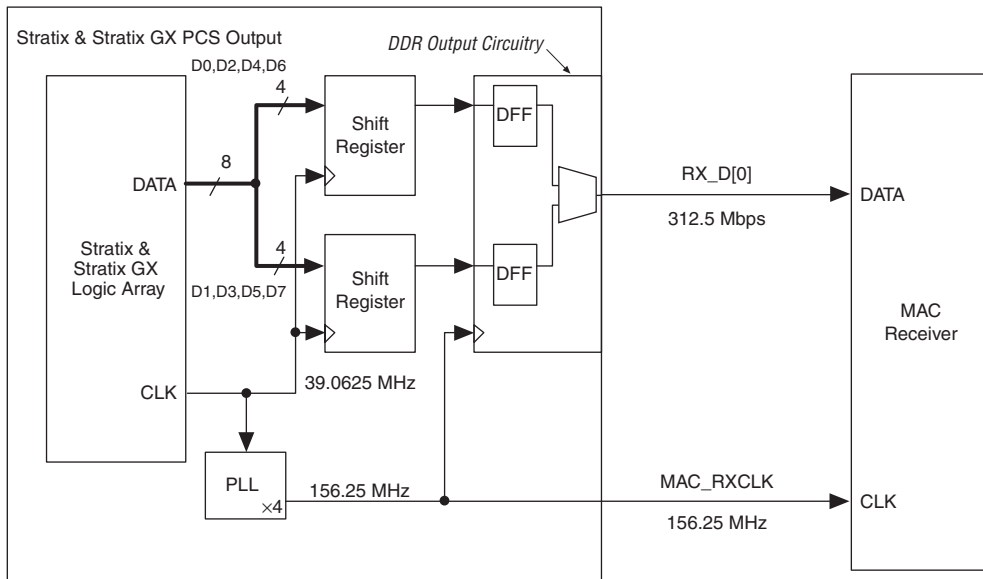 Stratix & Stratix GX PCS Output
DDR Output Circuitry
D0,D2,D4,D6
4
Shift
Register
DFF
8
DATA
RX_D[0]
312.5 Mbps
DATA
4
D1,D3,D5,D7
Stratix &
Stratix GX
Logic Array
Shift
Register
DFF
MAC
Receiver
39.0625 MHz
CLK
PLL
×4
156.25 MHz
MAC_RXCLK
156.25 MHz
CLK